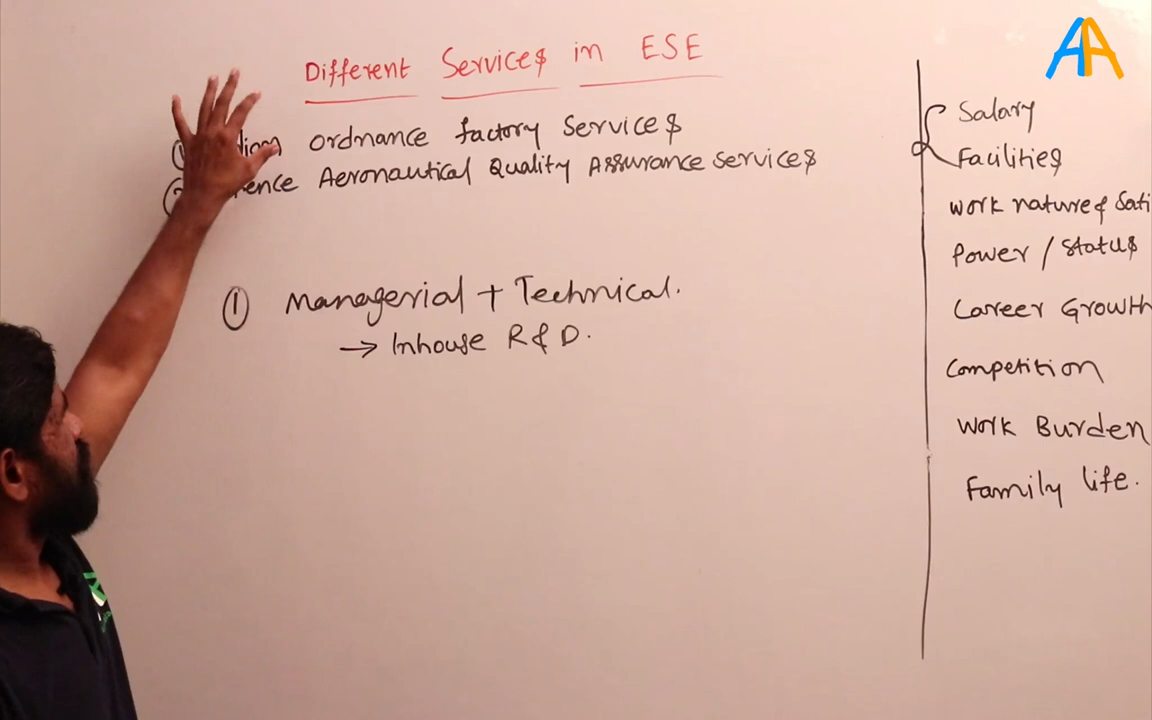 Different Services in ESE
ordnance factory Services
Aeronautical Quality Assurance services
① Managerial + Technical.
→ Inhouse R & D.
Salary
Facilities
Work nature &
Power / Status
Career Growth
Competition
Work Burden
Family life.
AA